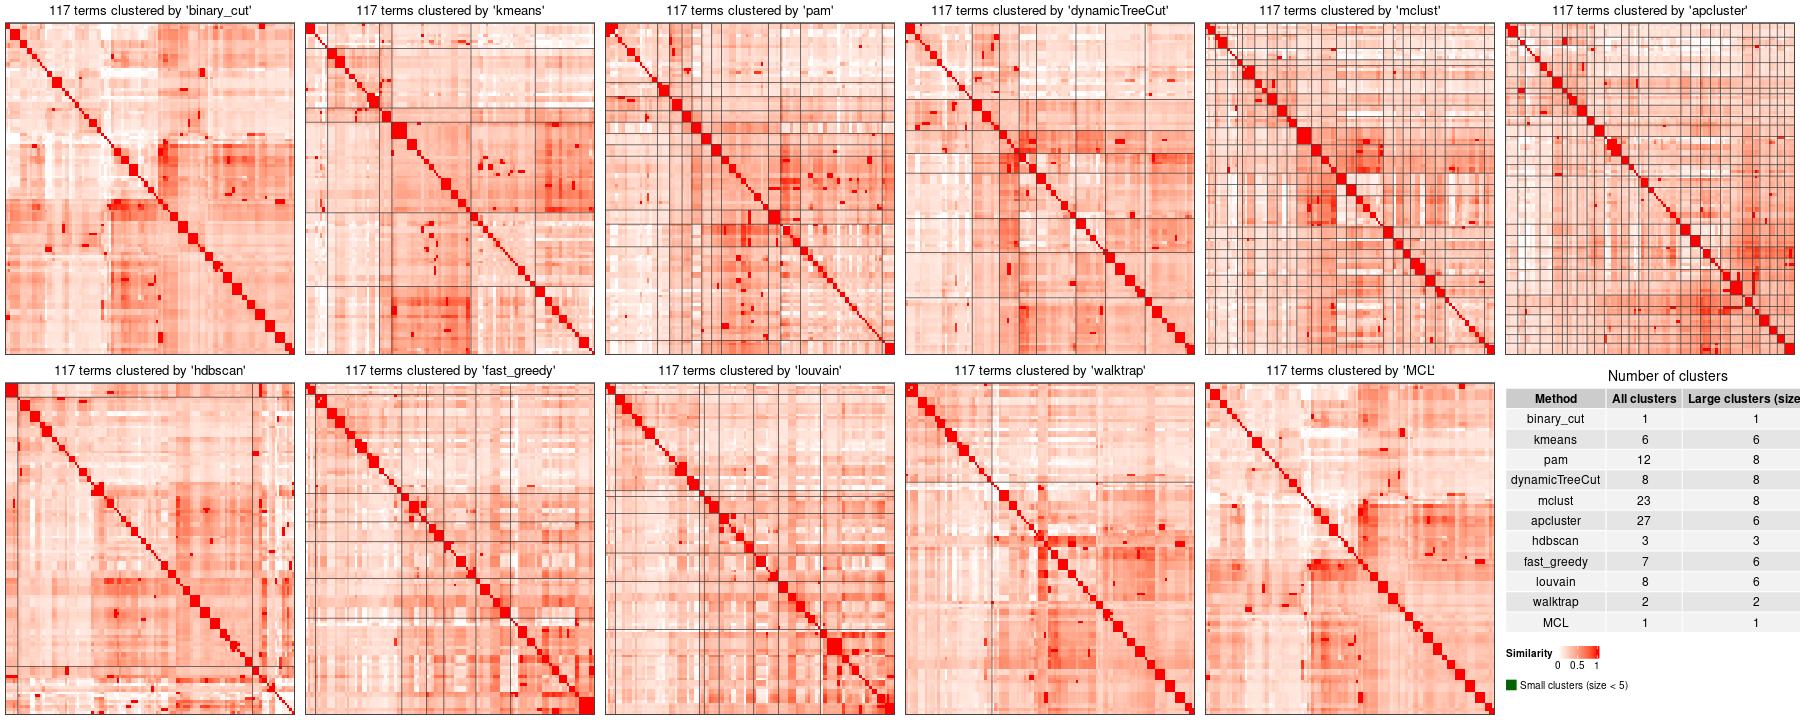 117 terms clustered by 'binary_cut'
117 terms clustered by 'kmeans'
117 terms clustered by 'pam'
117 terms clustered by 'dynamicTreeCut'
117 terms clustered by 'mclust'
117 terms clustered by 'apcluster'
117 terms clustered by 'hdbscan'
117 terms clustered by 'fast_greedy'
117 terms clustered by 'louvain'
117 terms clustered by 'walktrap'
117 terms clustered by 'MCL'
Number of clusters
Method All clusters Large clusters (size
binary_cut 1 1
kmeans 6 6
pam 12 8
dynamicTreeCut 8 8
mclust 23 8
apcluster 27 6
hdbscan 3 3
fast_greedy 7 6
louvain 8 6
walktrap 2 2
MCL 1 1
Similarity
0 0.5 1
Small clusters (size < 5)